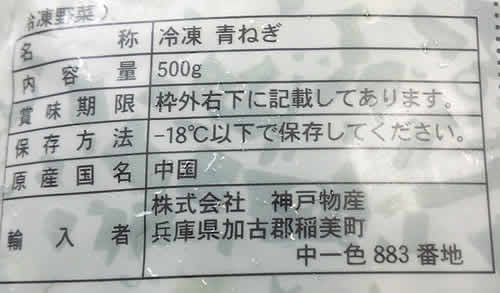 冷凍野菜)
名称 冷凍 青ねぎ
内容量 500g
賞味期限 枠外右下に記載してあります。
保存方法 -18℃以下で保存してください。
原産国名 中国
輸入者 株式会社 神戸物産
兵庫県加古郡稲美町
中一色 883 番地